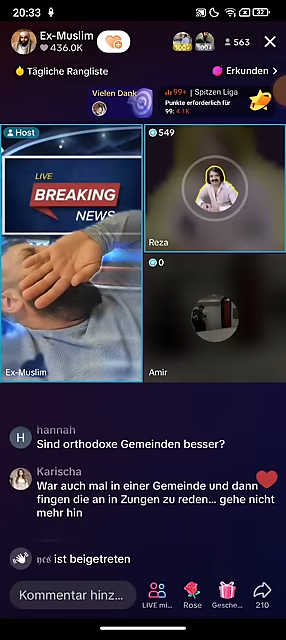 20:33
32
Ex-Muslim
436.0K
100+
100+
563
Tägliche Rangliste
Erkunden
Vielen Dank
99+ | Spitzen Liga
Punkte erforderlich für
99: 4.1K
Host
549
LIVE
BREAKING
NEWS
Reza
0
Ex-Muslim
Amir
H
hannah
Sind orthodoxe Gemeinden besser?
Karischa
War auch mal in einer Gemeinde und dann
fingen die an in Zungen zu reden... gehe nicht
mehr hin
ist beigetreten
Kommentar hinz...
LIVE mi...
Rose
Gesche...
210